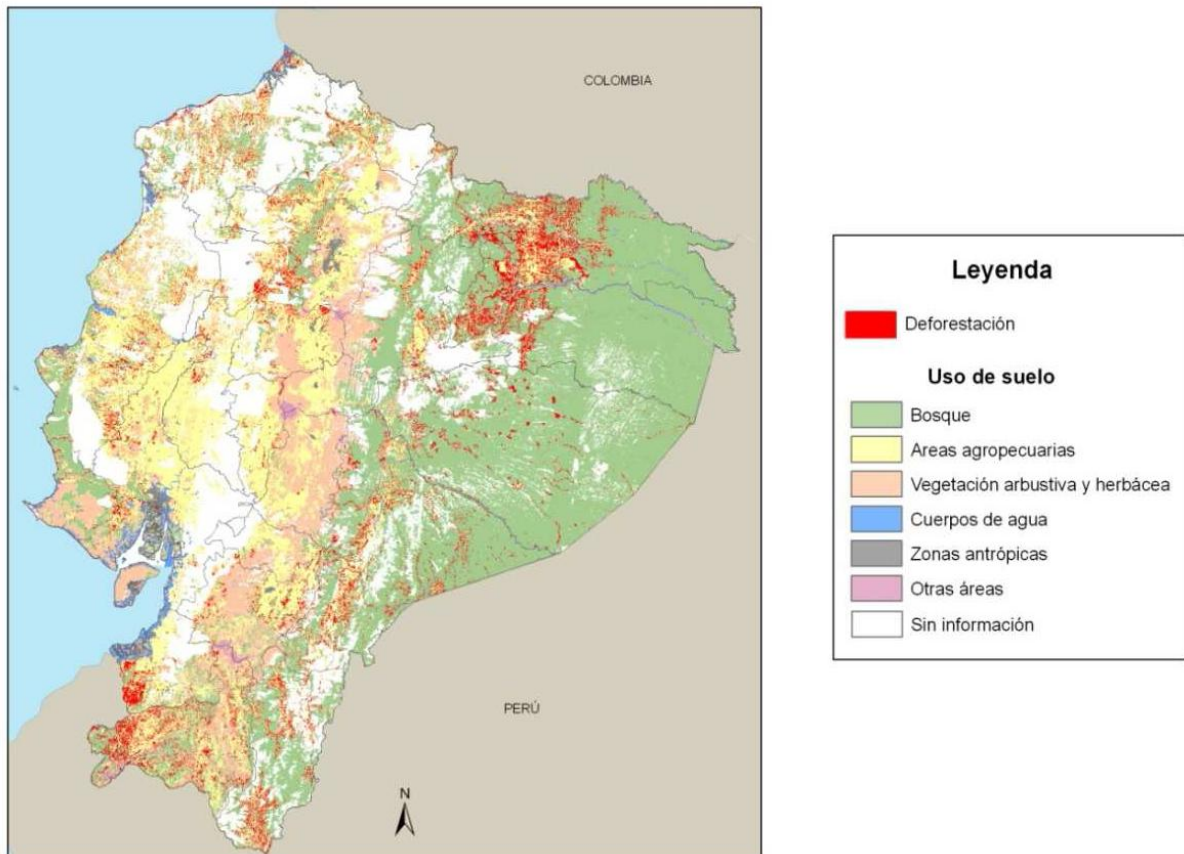 COLOMBIA
PERÚ
N
Leyenda
Deforestación
Uso de suelo
Bosque
Areas agropecuarias
Vegetación arbustiva y herbácea
Cuerpos de agua
Zonas antrópicas
Otras áreas
Sin información